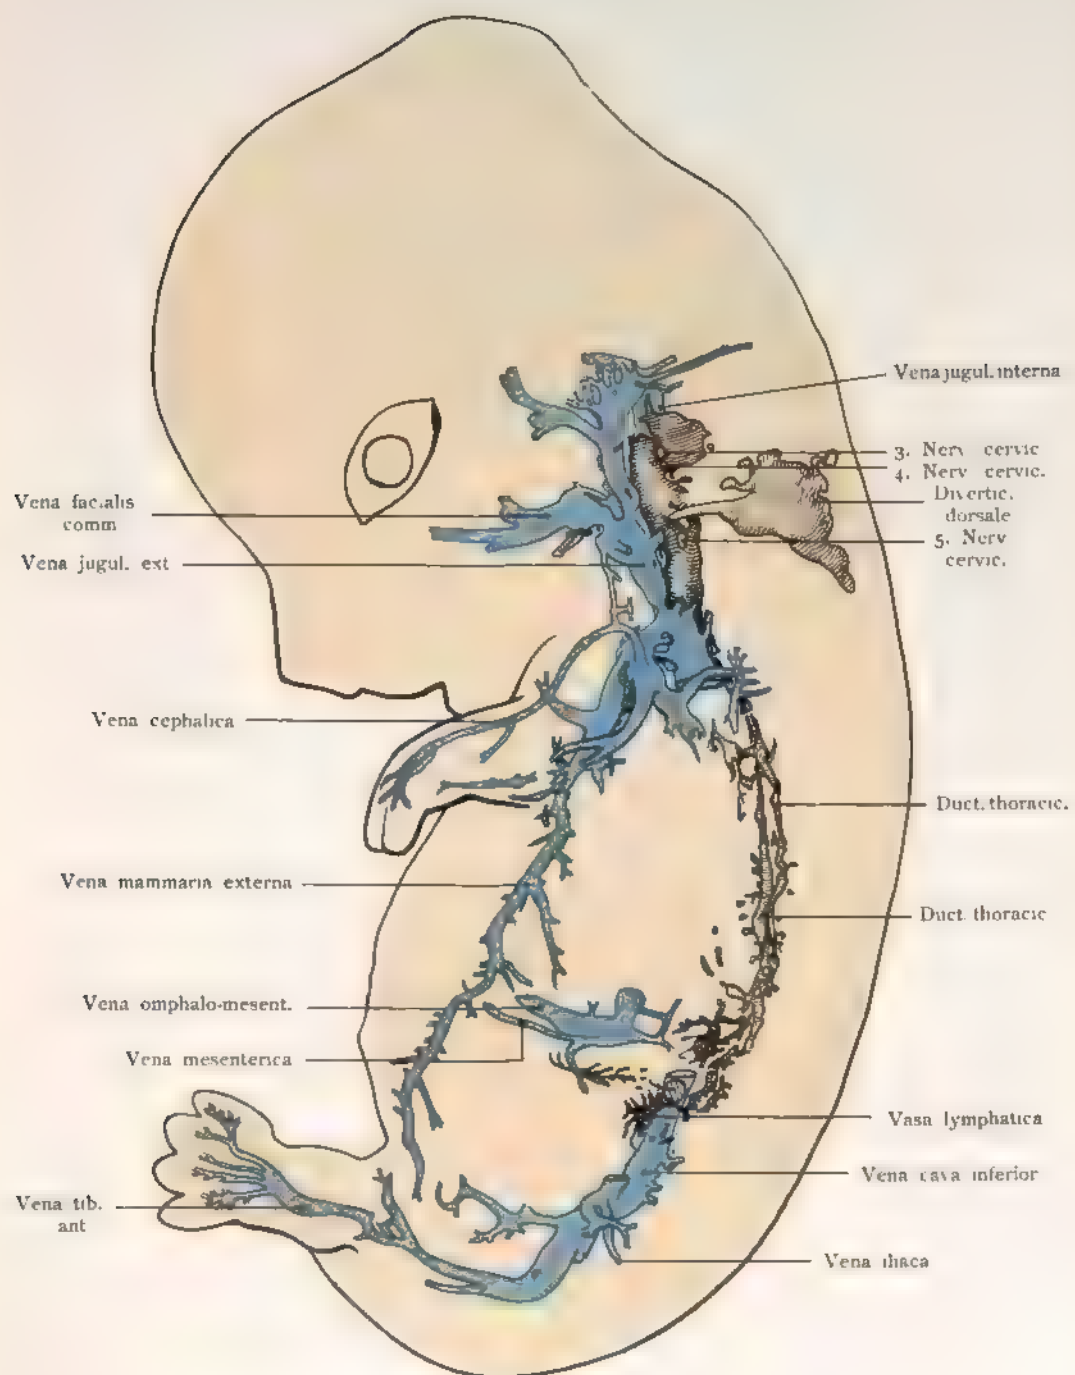 Vena jugul. interna
3. Nerv cervic
4. Nerv cervic.
Divertic.
dorsale
5. Nerv
cervic.
Vena facialis
comm
Vena jugul. ext
Vena cephalica
Duct. thoracic.
Vena mammaria externa
Duct. thoracic
Vena omphalo-mesent.
Vena mesenterica
Vasa lymphatica
Vena cava inferior
Vena tib.
ant
Vena iliaca